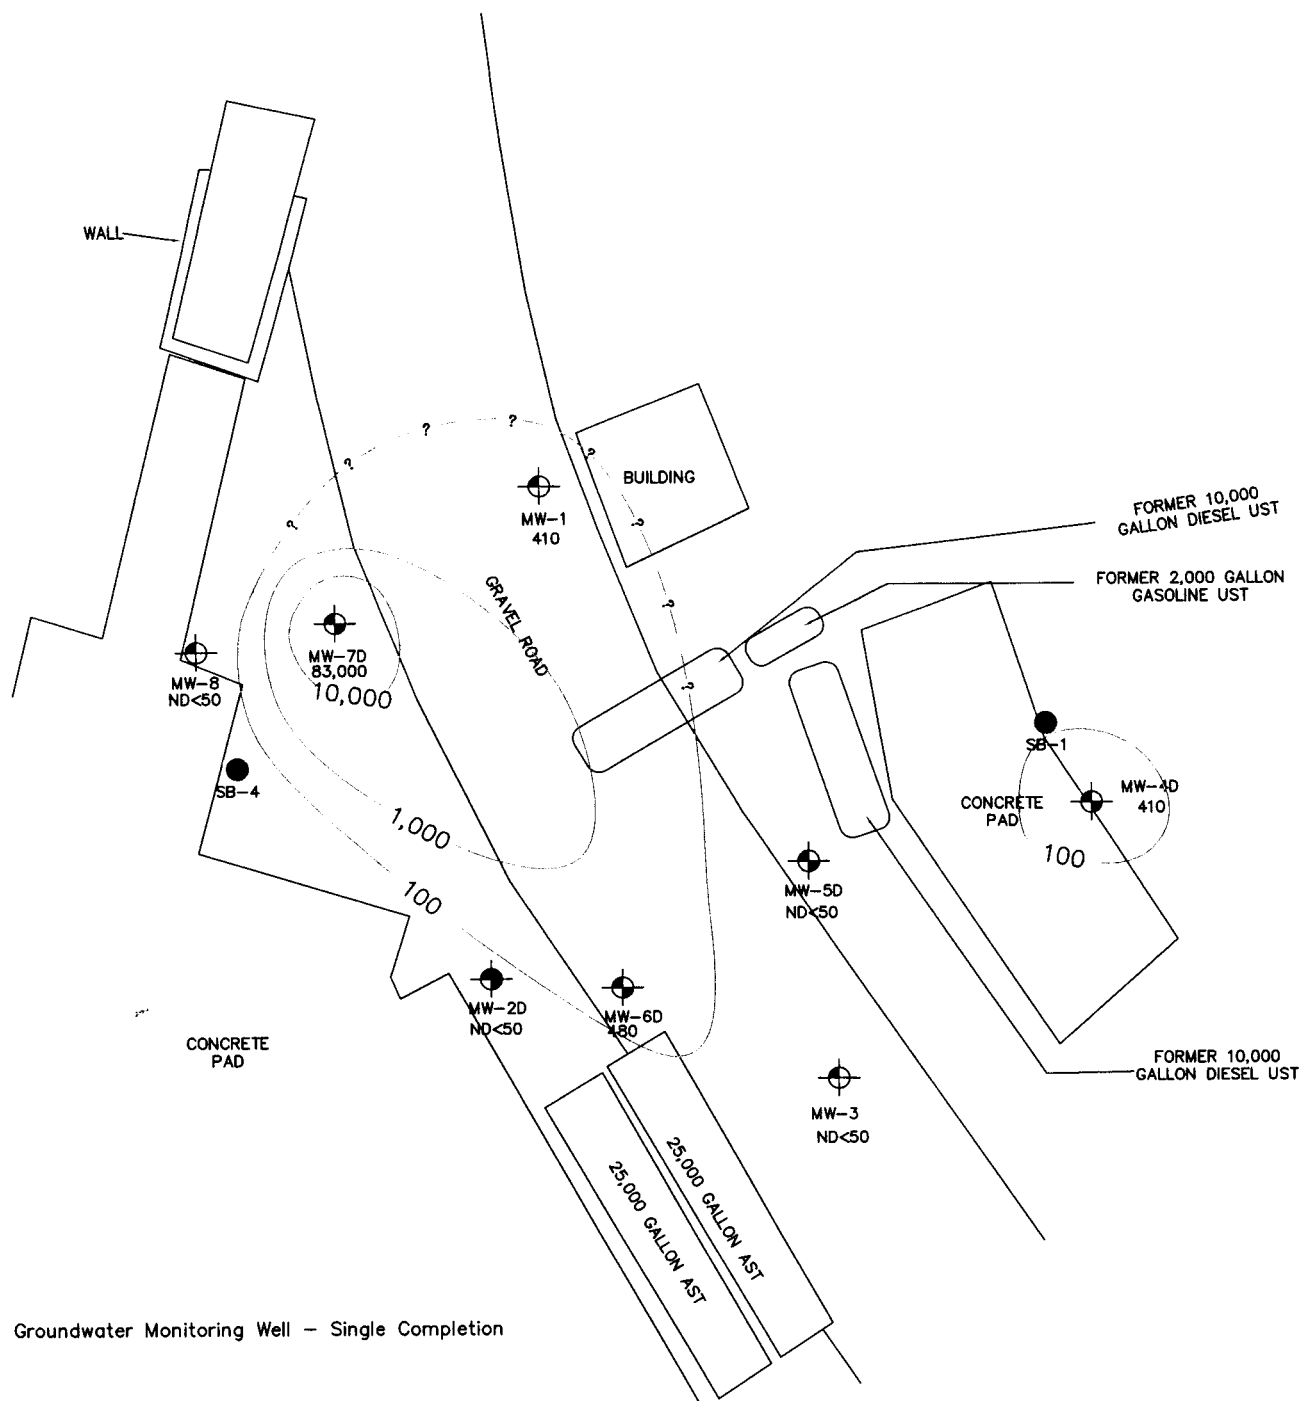 WALL
?
?
?
?
?
?
?
?
BUILDING
MW-1
410
FORMER 10,000
GALLON DIESEL UST
FORMER 2,000 GALLON
GASOLINE UST
GRAVEL ROAD
MW-7D
83,000
10,000
MW-8
ND<50
SB-4
SB-1
MW-4D
410
CONCRETE
PAD
100
1,000
100
MW-5D
ND<50
MW-2D
ND<50
MW-6D
480
CONCRETE
PAD
FORMER 10,000
GALLON DIESEL UST
MW-3
ND<50
25,000 GALLON AST
25,000 GALLON AST
Groundwater Monitoring Well – Single Completion